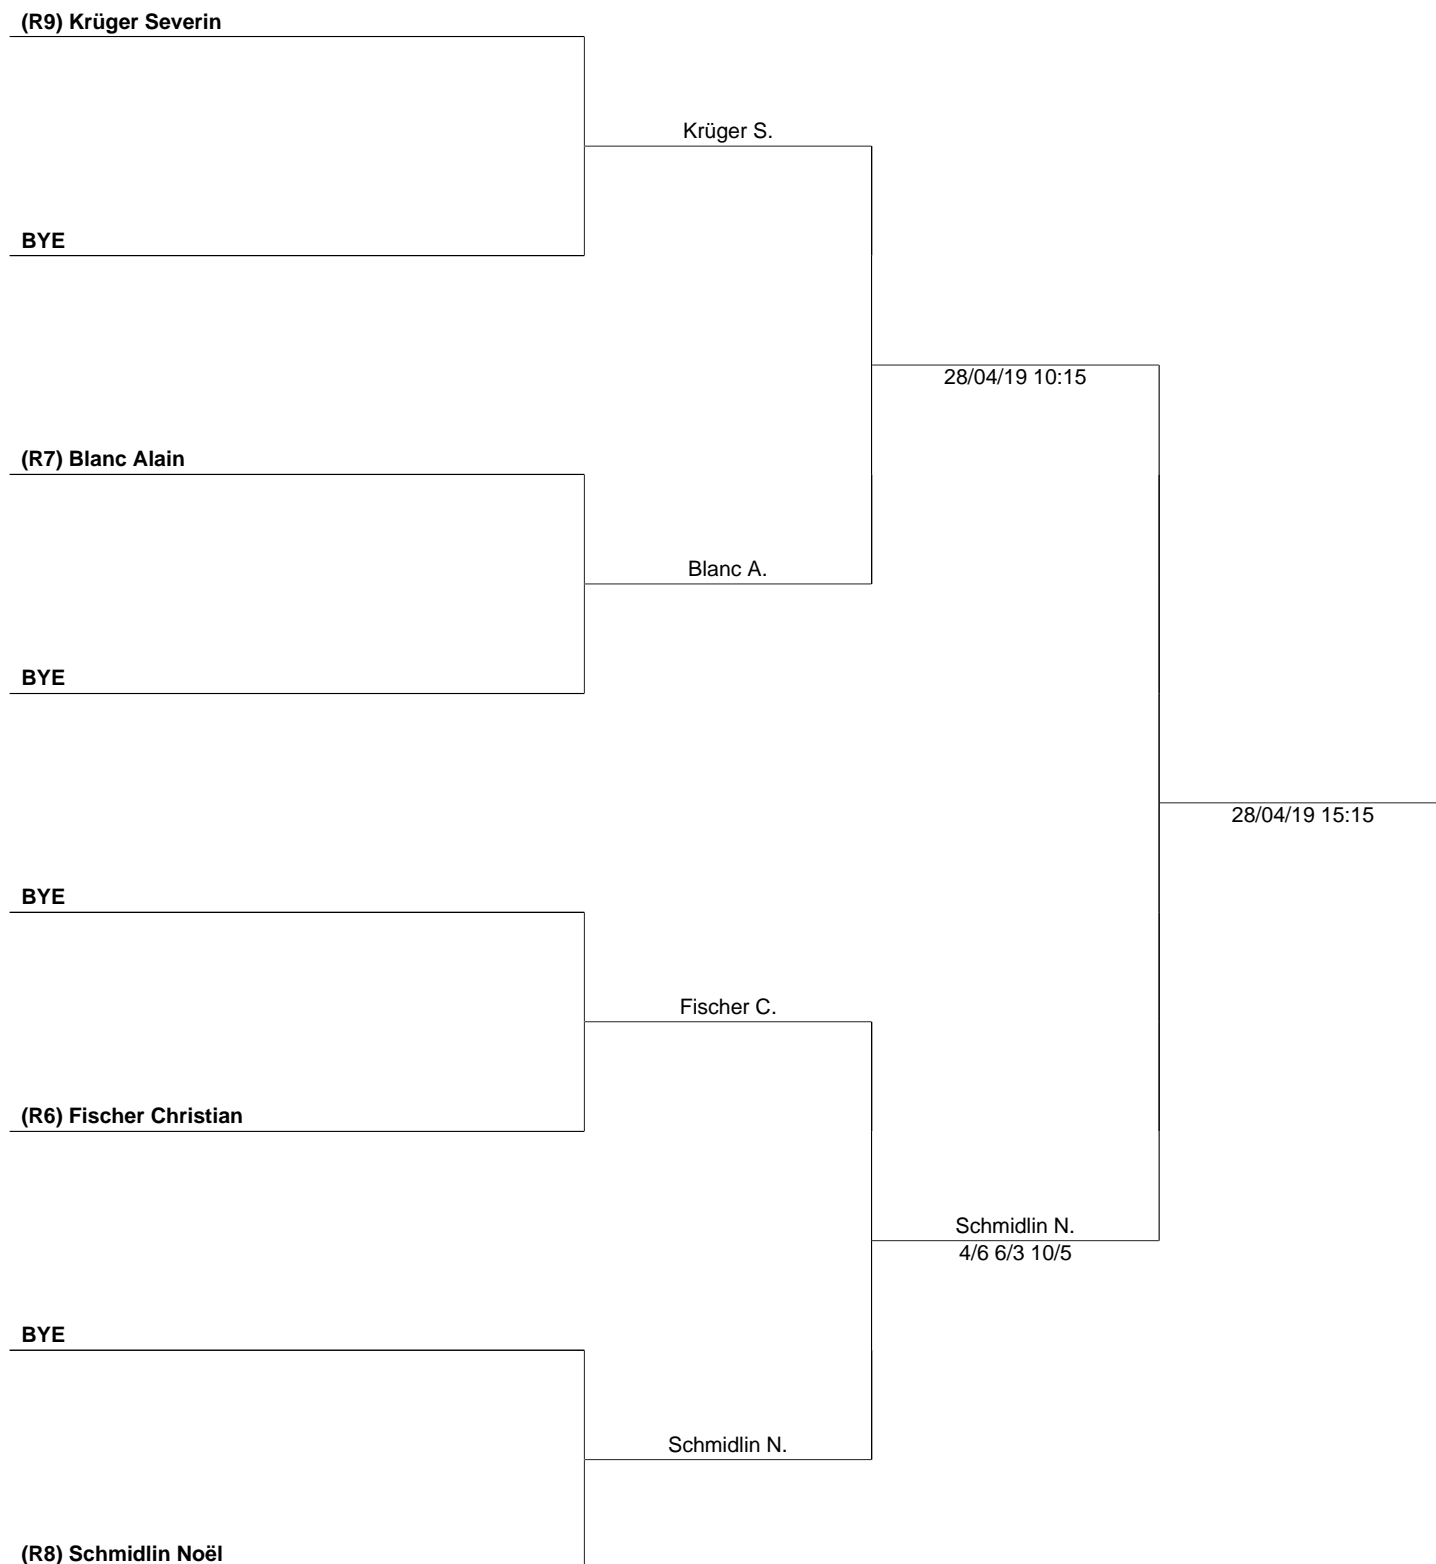 (R9) Krüger Severin
Krüger S.
BYE
28/04/19 10:15
(R7) Blanc Alain
Blanc A.
BYE
28/04/19 15:15
BYE
Fischer C.
(R6) Fischer Christian
Schmidlin N.
4/6 6/3 10/5
BYE
Schmidlin N.
(R8) Schmidlin Noël